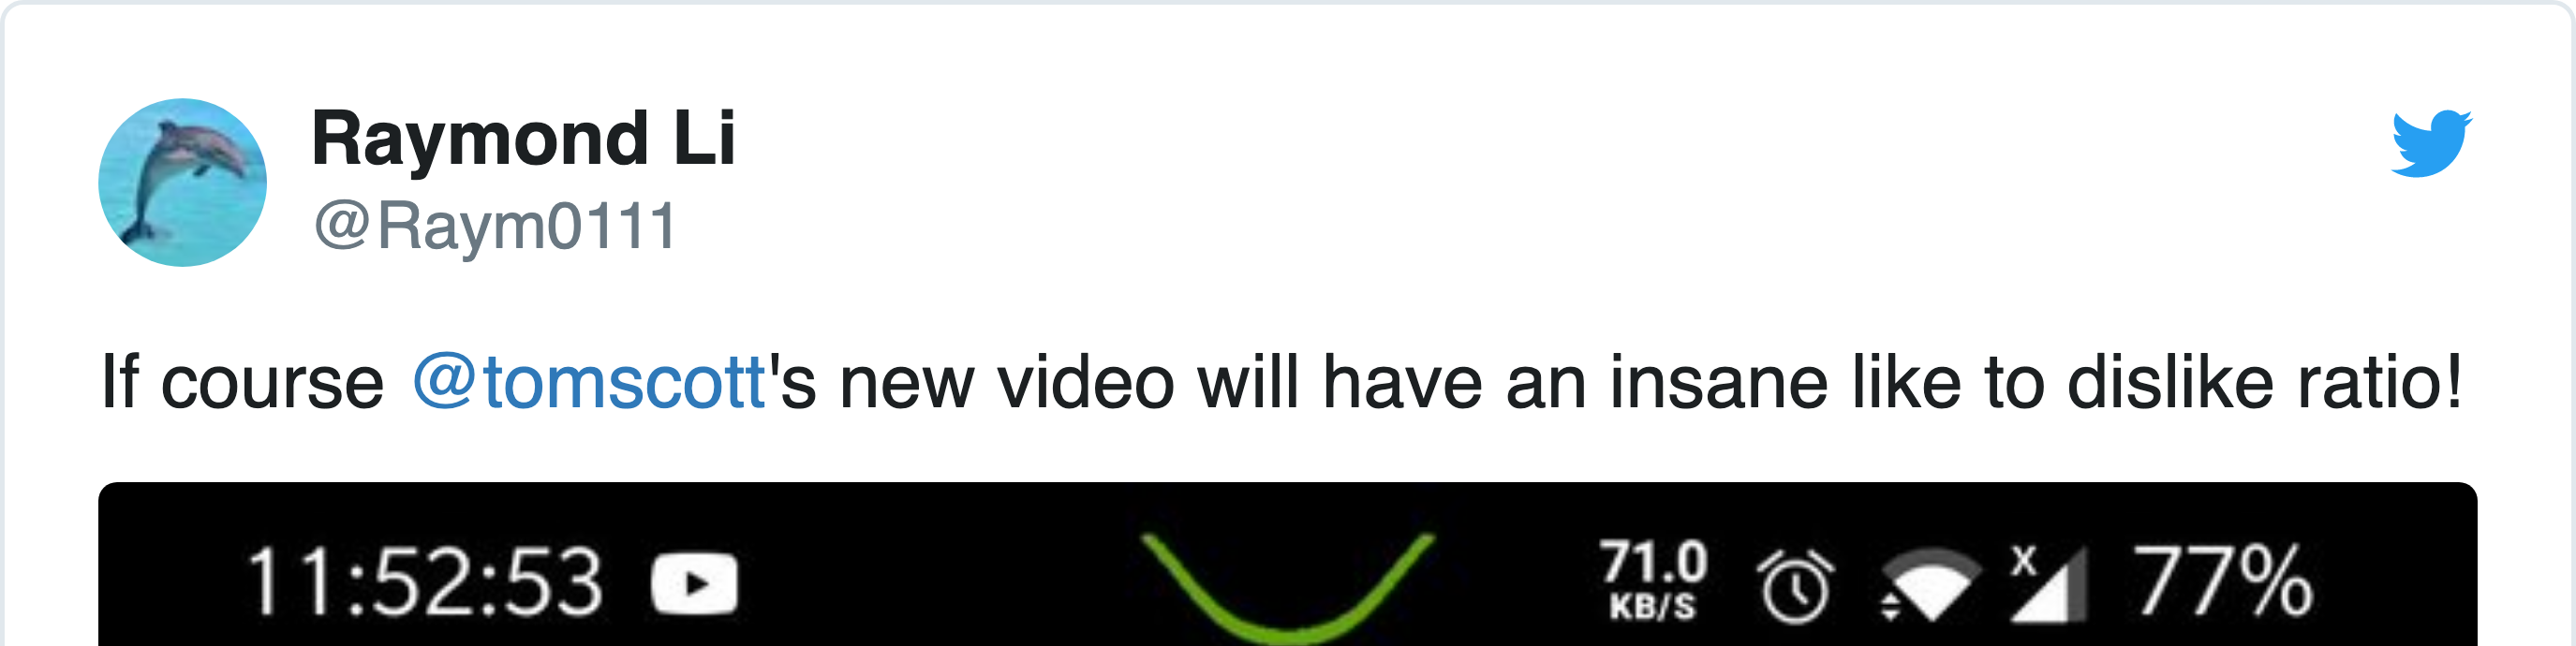 Raymond Li
@Raym0111
If course @tomscott's new video will have an insane like to dislike ratio!
11:52:53 71.0 KB/S X 77%